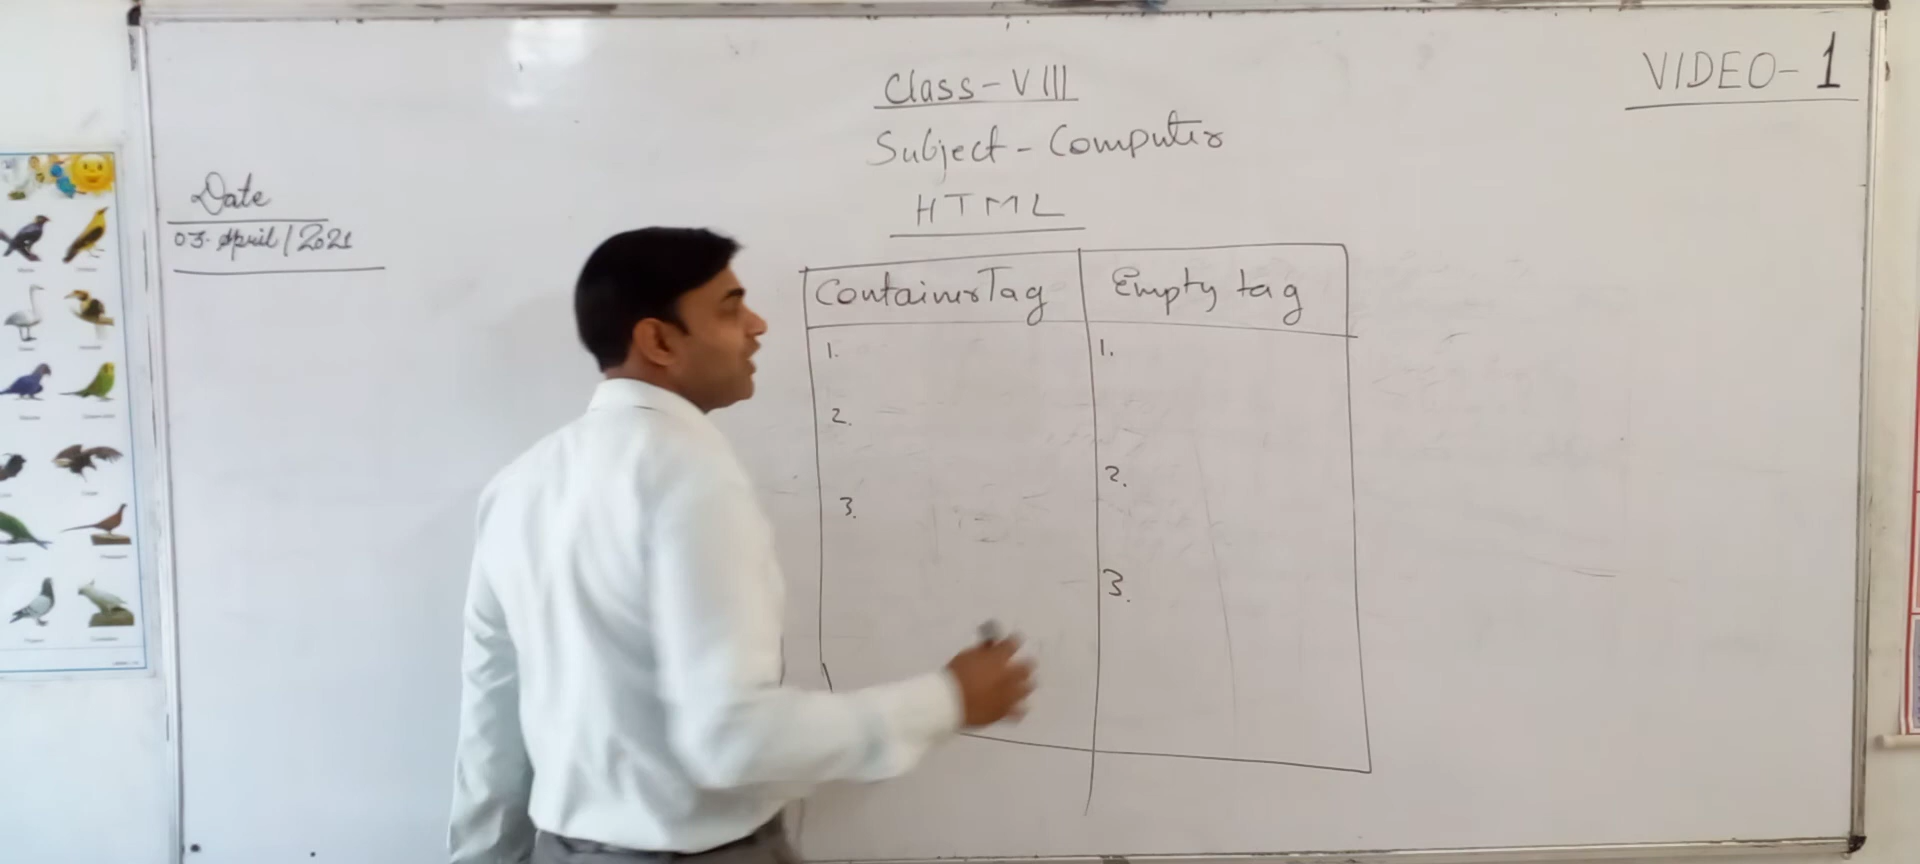 VIDEO-1
Class-VIII
Subject-Computer
HTML
Date
03. April/2021
Container Tag
Empty tag
1.
2.
3.
1.
2.
3.